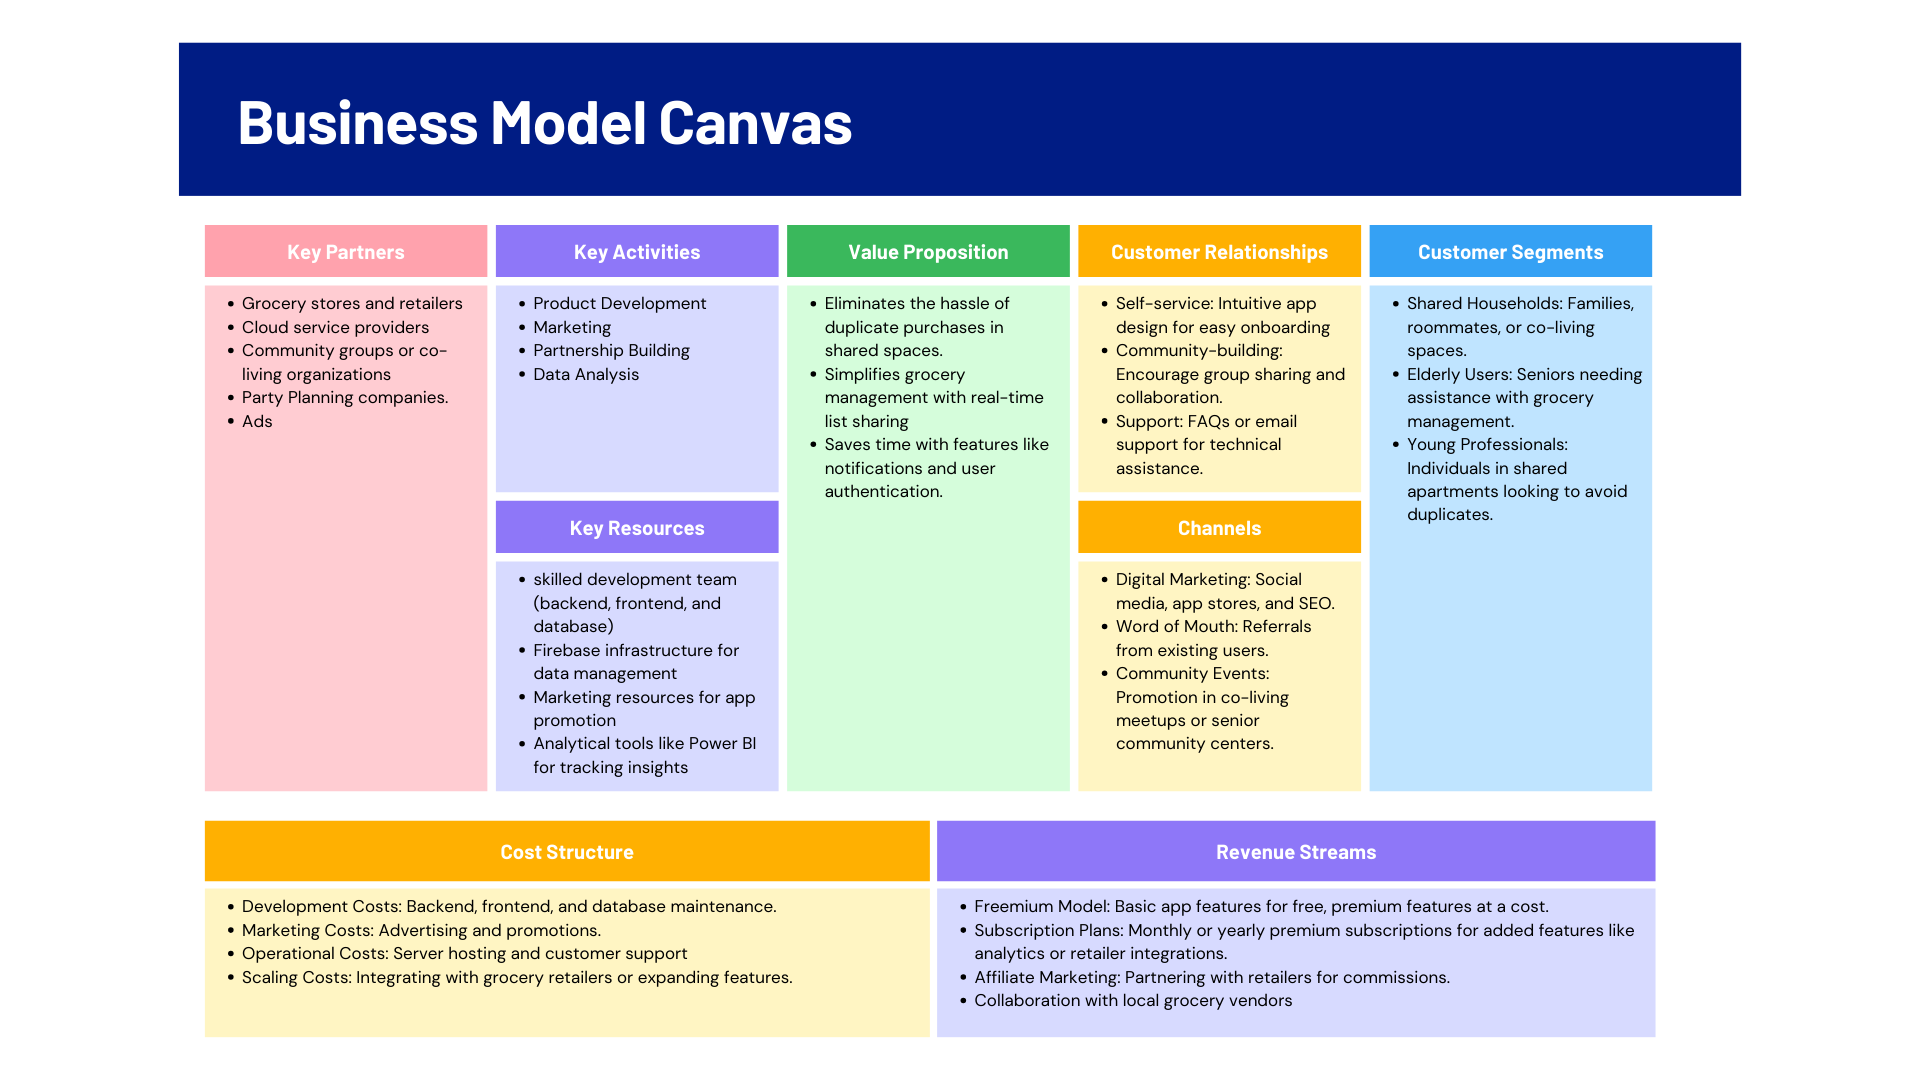 Business Model Canvas
Key Partners
• Grocery stores and retailers
• Cloud service providers
• Community groups or co-
living organizations
• Party Planning companies.
• Ads
Key Activities
• Product Development
• Marketing
• Partnership Building
• Data Analysis
Key Resources
• skilled development team
(backend, frontend, and
database)
• Firebase infrastructure for
data management
• Marketing resources for app
promotion
• Analytical tools like Power BI
for tracking insights
Value Proposition
• Eliminates the hassle of
duplicate purchases in
shared spaces.
• Simplifies grocery
management with real-time
list sharing
• Saves time with features like
notifications and user
authentication.
Customer Relationships
• Self-service: Intuitive app
design for easy onboarding
• Community-building:
Encourage group sharing and
collaboration.
• Support: FAQs or email
support for technical
assistance.
Channels
• Digital Marketing: Social
media, app stores, and SEO.
• Word of Mouth: Referrals
from existing users.
• Community Events:
Promotion in co-living
meetups or senior
community centers.
Customer Segments
• Shared Households: Families,
roommates, or co-living
spaces.
• Elderly Users: Seniors needing
assistance with grocery
management.
• Young Professionals:
Individuals in shared
apartments looking to avoid
duplicates.
Cost Structure
• Development Costs: Backend, frontend, and database maintenance.
• Marketing Costs: Advertising and promotions.
• Operational Costs: Server hosting and customer support
• Scaling Costs: Integrating with grocery retailers or expanding features.
Revenue Streams
• Freemium Model: Basic app features for free, premium features at a cost.
• Subscription Plans: Monthly or yearly premium subscriptions for added features like
analytics or retailer integrations.
• Affiliate Marketing: Partnering with retailers for commissions.
• Collaboration with local grocery vendors